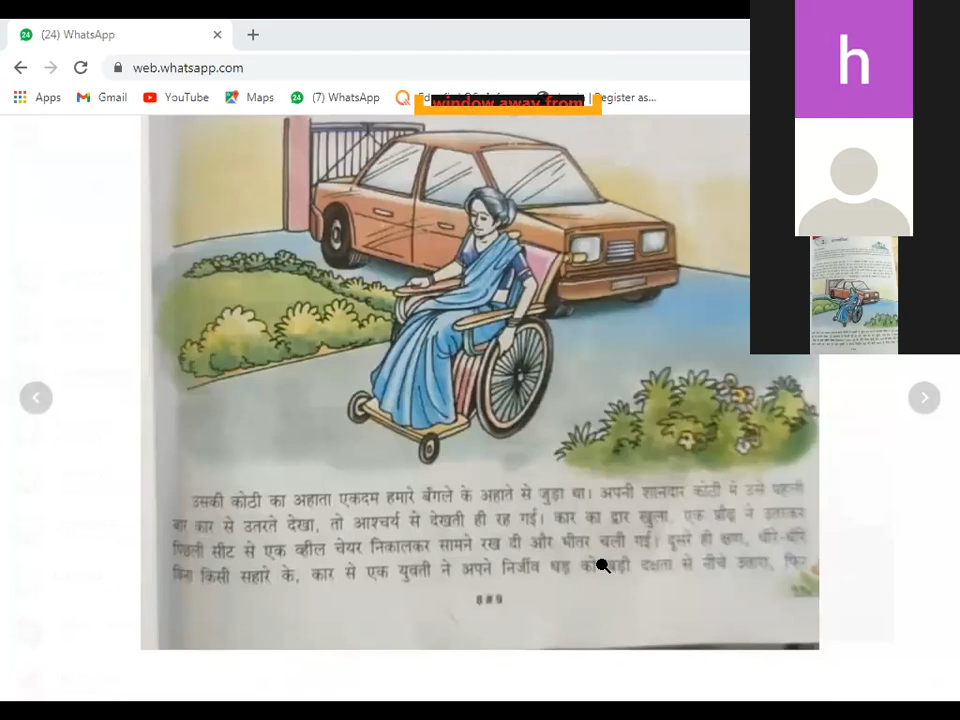 (24) WhatsApp
web.whatsapp.com
Apps Gmail YouTube Maps (7) WhatsApp Register as...
window away from
h
उसकी कोठी का अहाता एकदम हमारे बँगले के अहाते से जुड़ा था। अपनी शानदार कोठी में उसे पहली
बार कार से उतरते देखा, तो आश्चर्य से देखती ही रह गई। कार का द्वार खुला, एक प्रौढ़ ने उतरकर
पिछली सीट से एक व्हील चेयर निकालकर सामने रख दी और भीतर चली गई। दूसरे ही क्षण, धीरे-धीरे
बिना किसी सहारे के, कार से एक युवती ने अपने निर्जीव धड़ को बड़ी दक्षता से नीचे उतारा, फिर